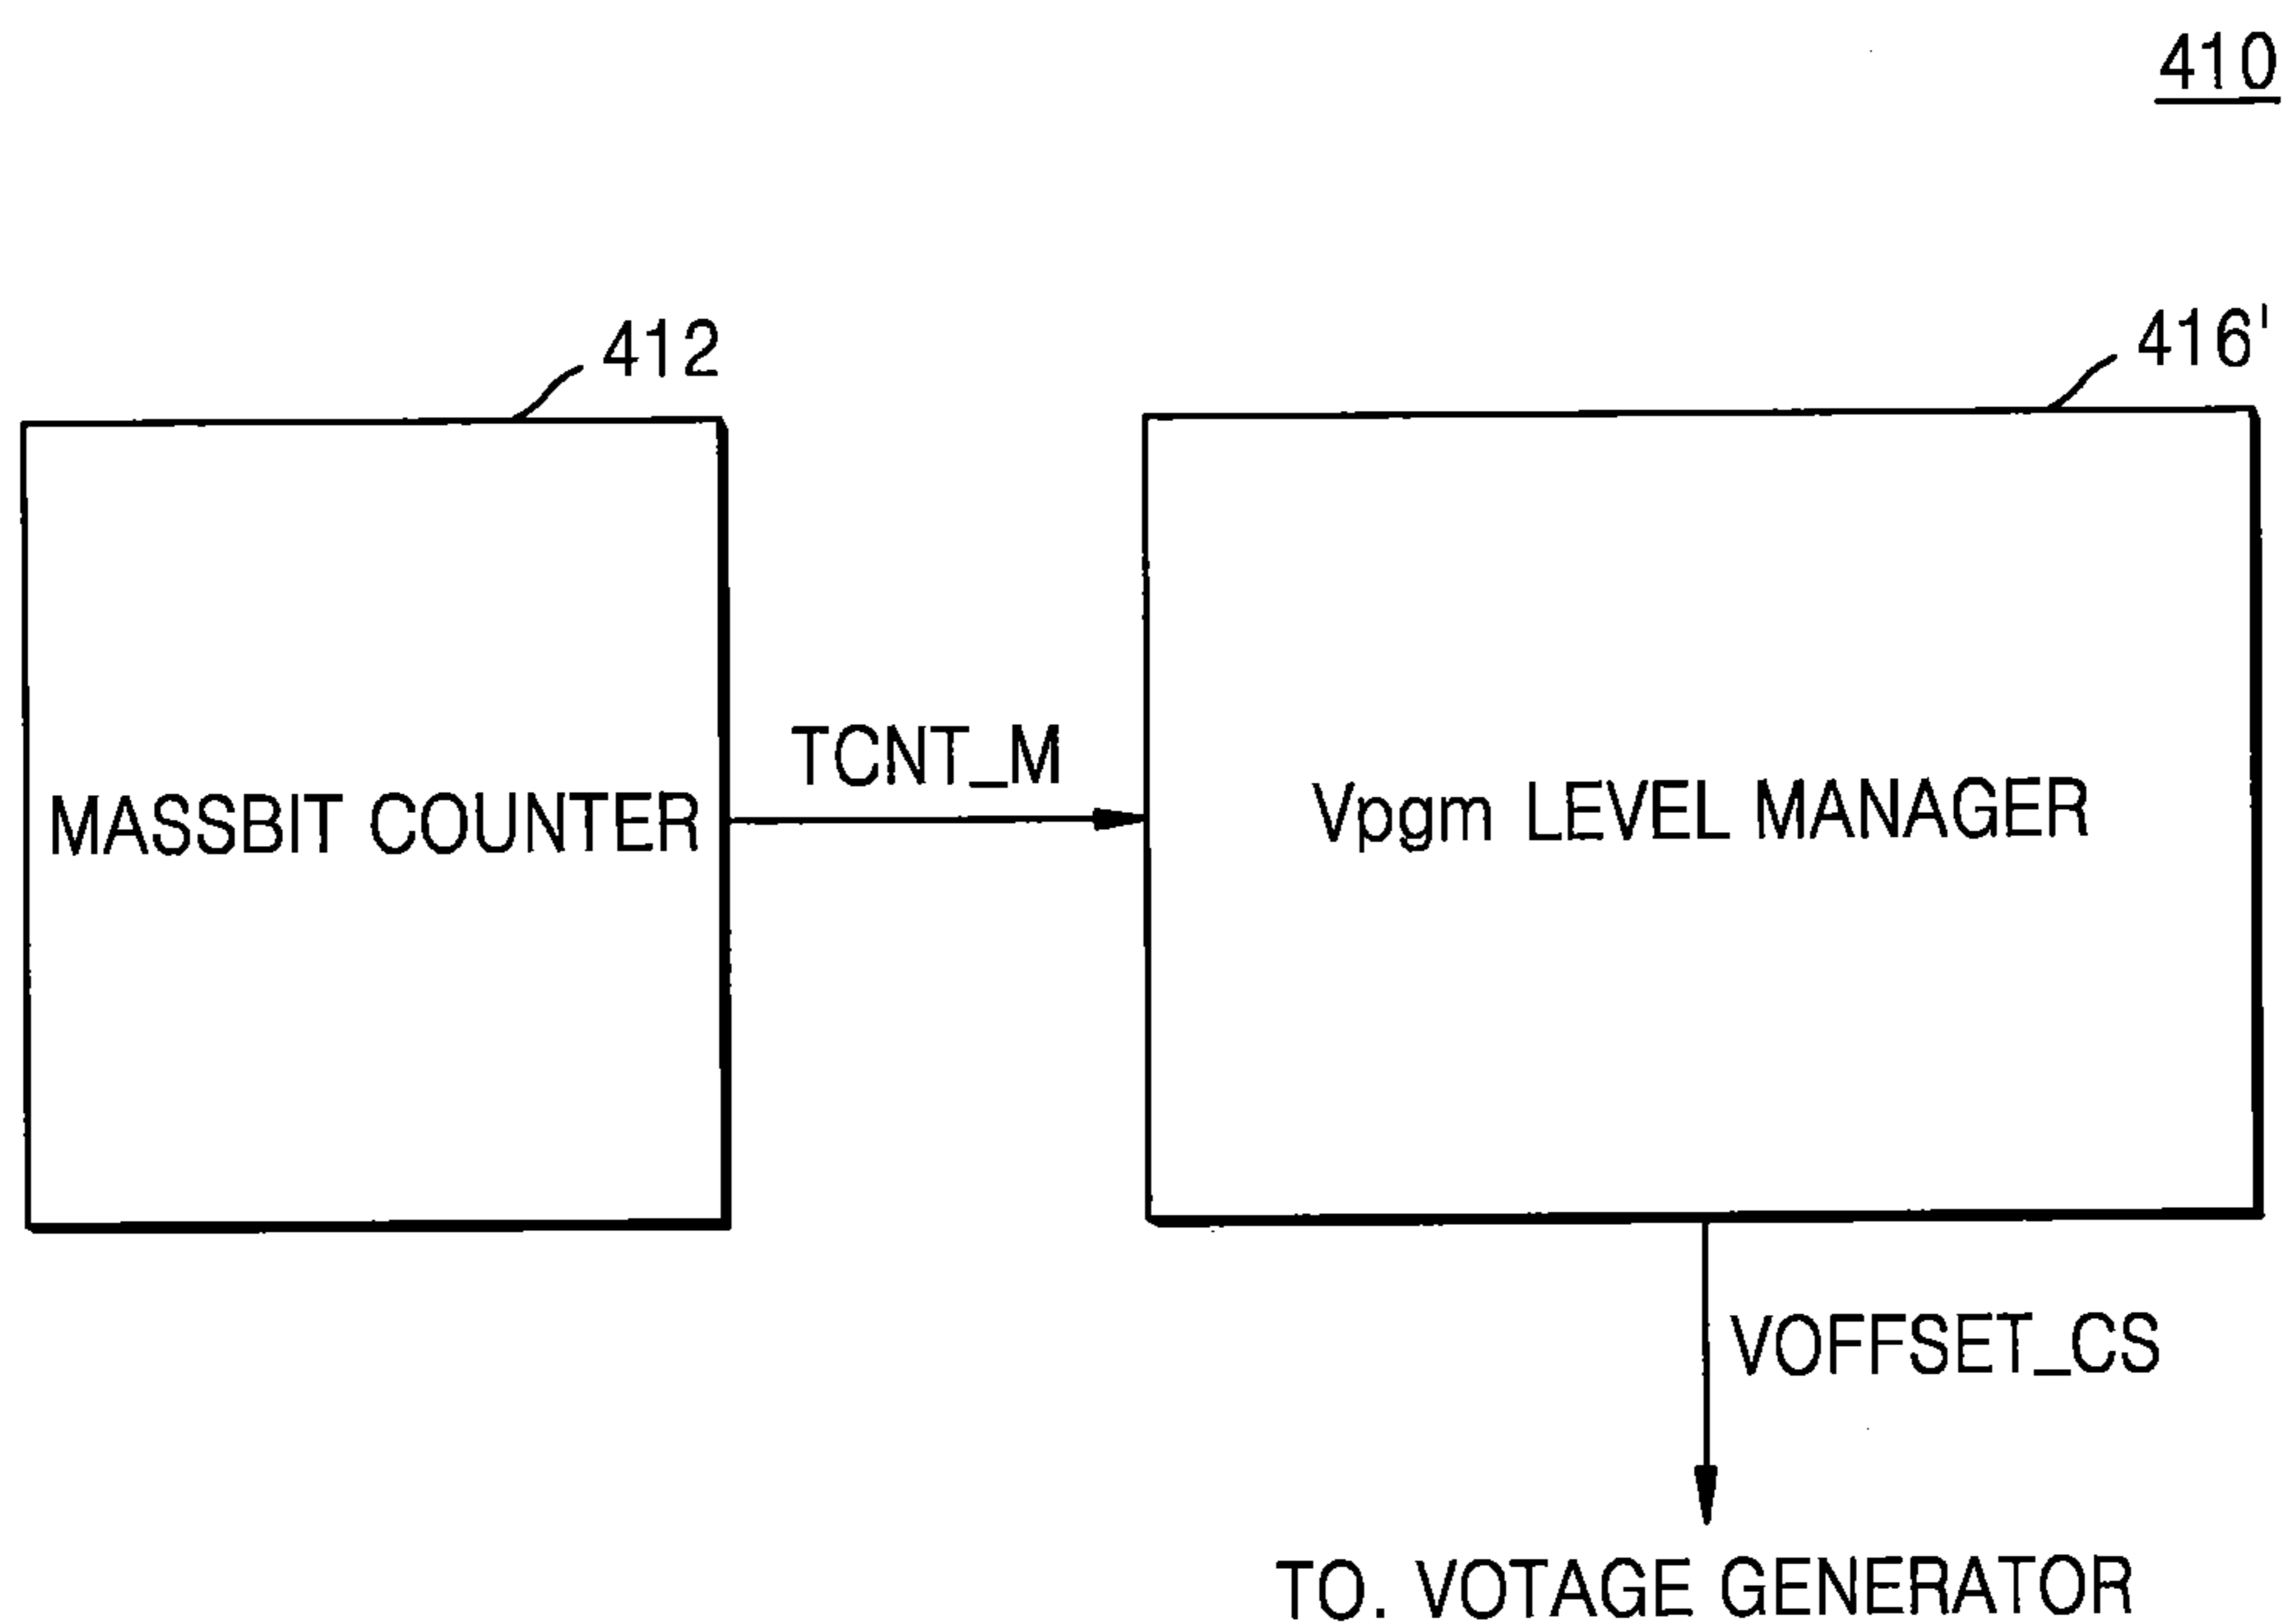 410
412
416'
MASSBIT COUNTER
TCNT_M
Vpgm LEVEL MANAGER
VOFFSET_CS
TO. VOTAGE GENERATOR